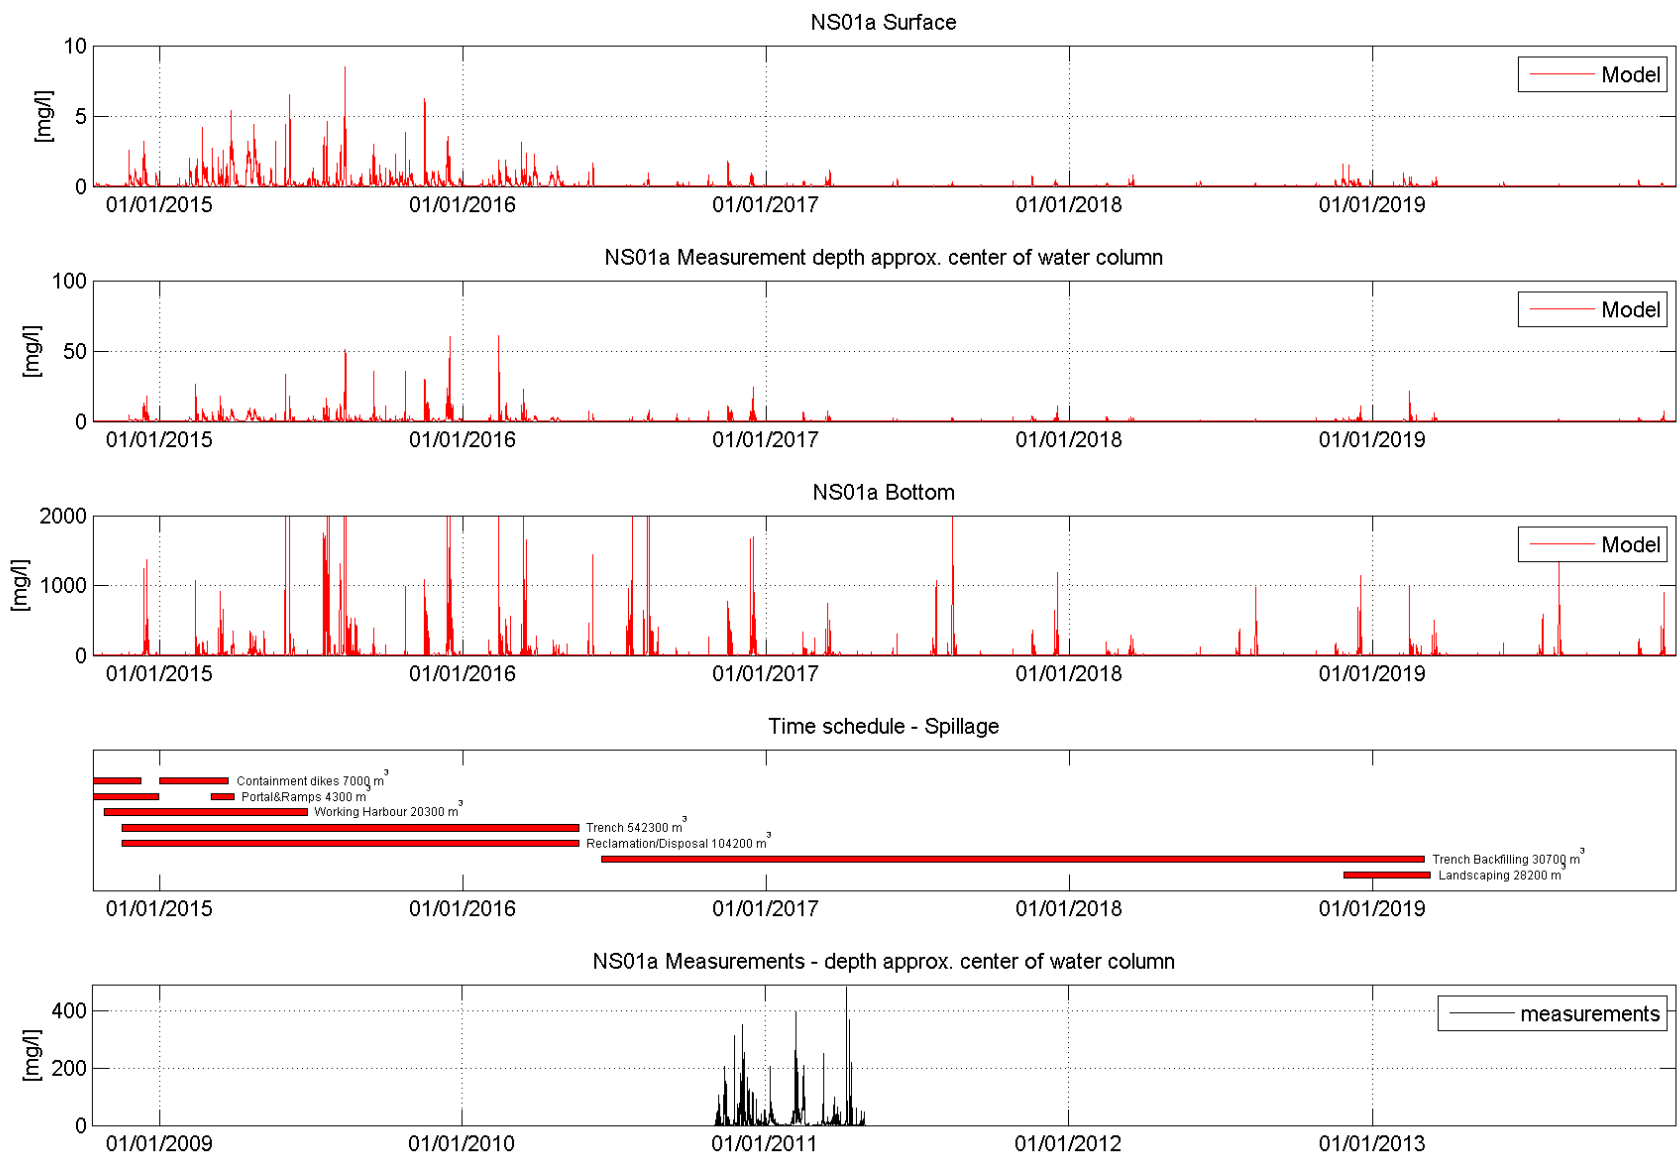 NS01a Surface
10
5
0
[mg/l]
Model
01/01/2015 01/01/2016 01/01/2017 01/01/2018 01/01/2019
NS01a Measurement depth approx. center of water column
100
50
0
[mg/l]
Model
01/01/2015 01/01/2016 01/01/2017 01/01/2018 01/01/2019
NS01a Bottom
2000
1000
0
[mg/l]
Model
01/01/2015 01/01/2016 01/01/2017 01/01/2018 01/01/2019
Time schedule - Spillage
Containment dikes 7000 m³
Portal&Ramps 4300 m³
Working Harbour 20300 m³
Trench 542300 m³
Reclamation/Disposal 104200 m³
Trench Backfilling 30700 m³
Landscaping 28200 m³
01/01/2015 01/01/2016 01/01/2017 01/01/2018 01/01/2019
NS01a Measurements - depth approx. center of water column
400
200
0
[mg/l]
measurements
01/01/2009 01/01/2010 01/01/2011 01/01/2012 01/01/2013